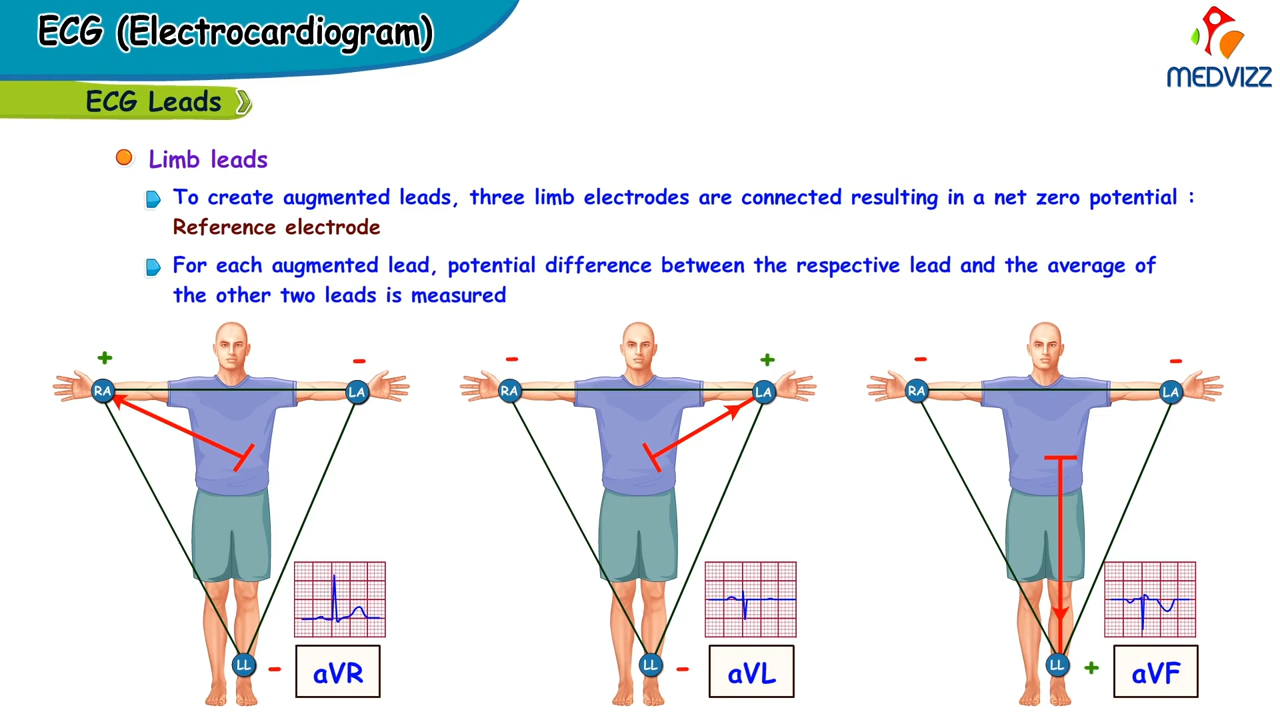 ECG (Electrocardiogram)
MEDVIZZ
ECG Leads
Limb leads
To create augmented leads, three limb electrodes are connected resulting in a net zero potential :
Reference electrode
For each augmented lead, potential difference between the respective lead and the average of
the other two leads is measured
+ -
RA LA
LL -
aVR
- +
RA LA
LL -
aVL
- -
RA LA
LL +
aVF